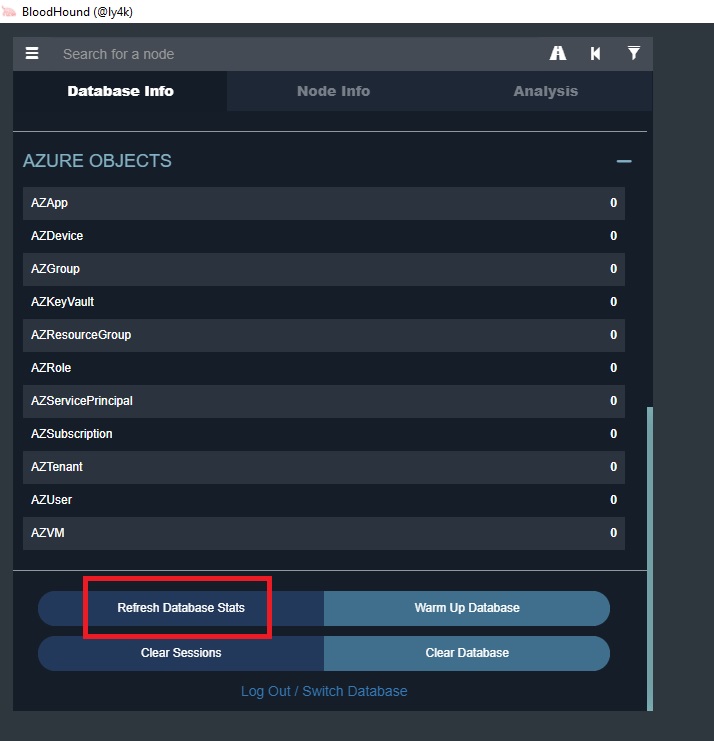 BloodHound (@ly4k)
Search for a node
Database Info Node Info Analysis
AZURE OBJECTS
AZApp 0
AZDevice 0
AZGroup 0
AZKeyVault 0
AZResourceGroup 0
AZRole 0
AZServicePrincipal 0
AZSubscription 0
AZTenant 0
AZUser 0
AZVM 0
Refresh Database Stats Warm Up Database
Clear Sessions Clear Database
Log Out / Switch Database